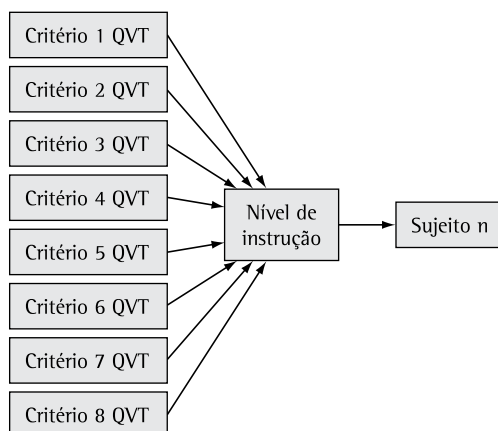 Critério 1 QVT
Critério 2 QVT
Critério 3 QVT
Critério 4 QVT
Critério 5 QVT
Critério 6 QVT
Critério 7 QVT
Critério 8 QVT
Nível de
instrução
Sujeito n